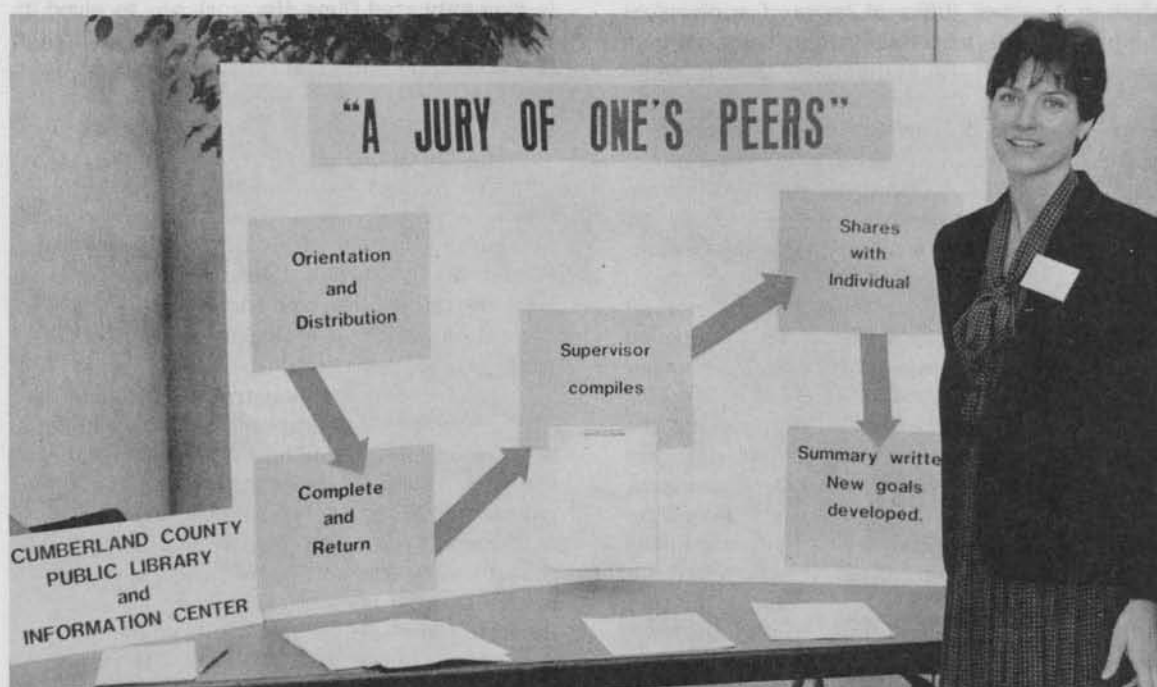 "A JURY OF ONE'S PEERS"
Orientation
and
Distribution
Complete
and
Return
Supervisor
compiles
Shares
with
Individual
Summary writte
New goals
developed.
CUMBERLAND COUNTY
PUBLIC LIBRARY
and
INFORMATION CENTER